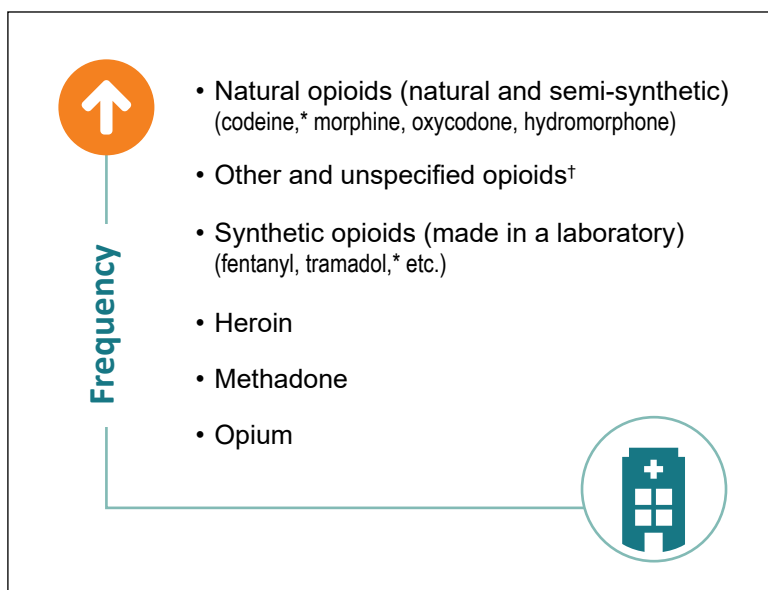 • Natural opioids (natural and semi-synthetic)
(codeine,* morphine, oxycodone, hydromorphone)
• Other and unspecified opioids†
• Synthetic opioids (made in a laboratory)
(fentanyl, tramadol,* etc.)
• Heroin
• Methadone
• Opium
Frequency